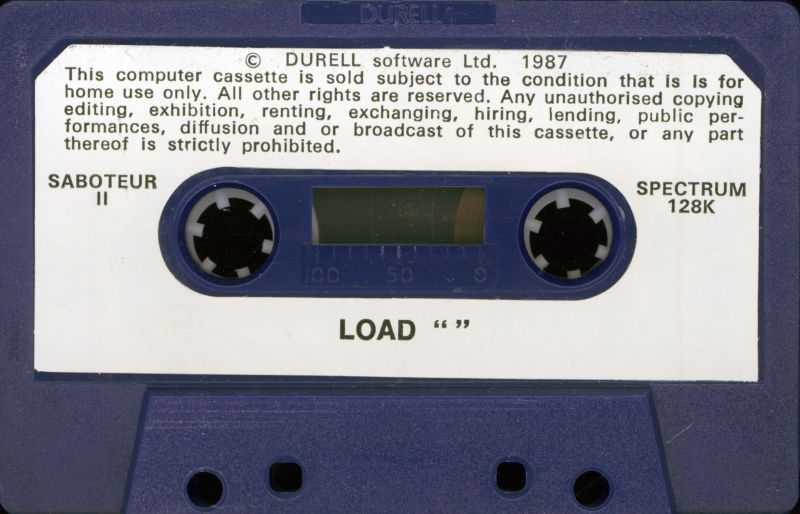 DURELL
© DURELL software Ltd. 1987
This computer cassette is sold subject to the condition that is is for
home use only. All other rights are reserved. Any unauthorised copying
editing, exhibition, renting, exchanging, hiring, lending, public per-
formances, diffusion and or broadcast of this cassette, or any part
thereof is strictly prohibited.
SABOTEUR
II
SPECTRUM
128K
100 50 0
LOAD “ ”